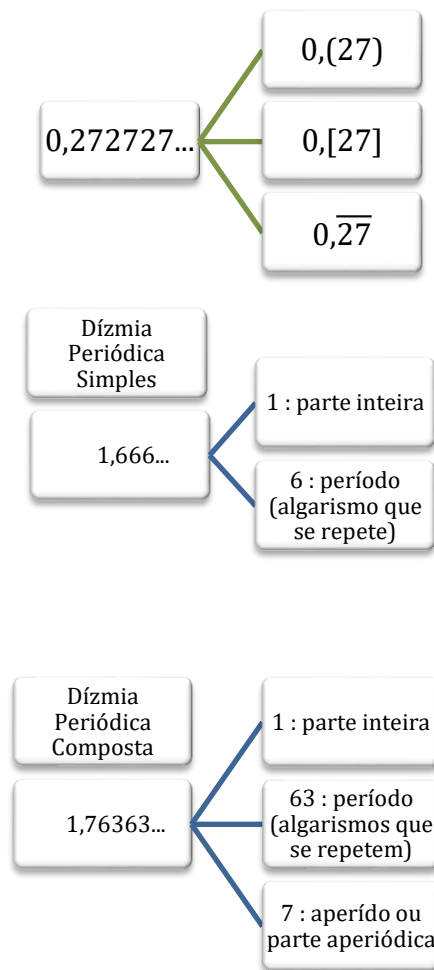 0,272727...
0,(27)
0,[27]
0,2̅7̅
Dízmia
Periódica
Simples
1,666...
1 : parte inteira
6 : período
(algarismo que
se repete)
Dízmia
Periódica
Composta
1,76363...
1 : parte inteira
63 : período
(algarismos que
se repetem)
7 : aperído ou
parte aperiódica